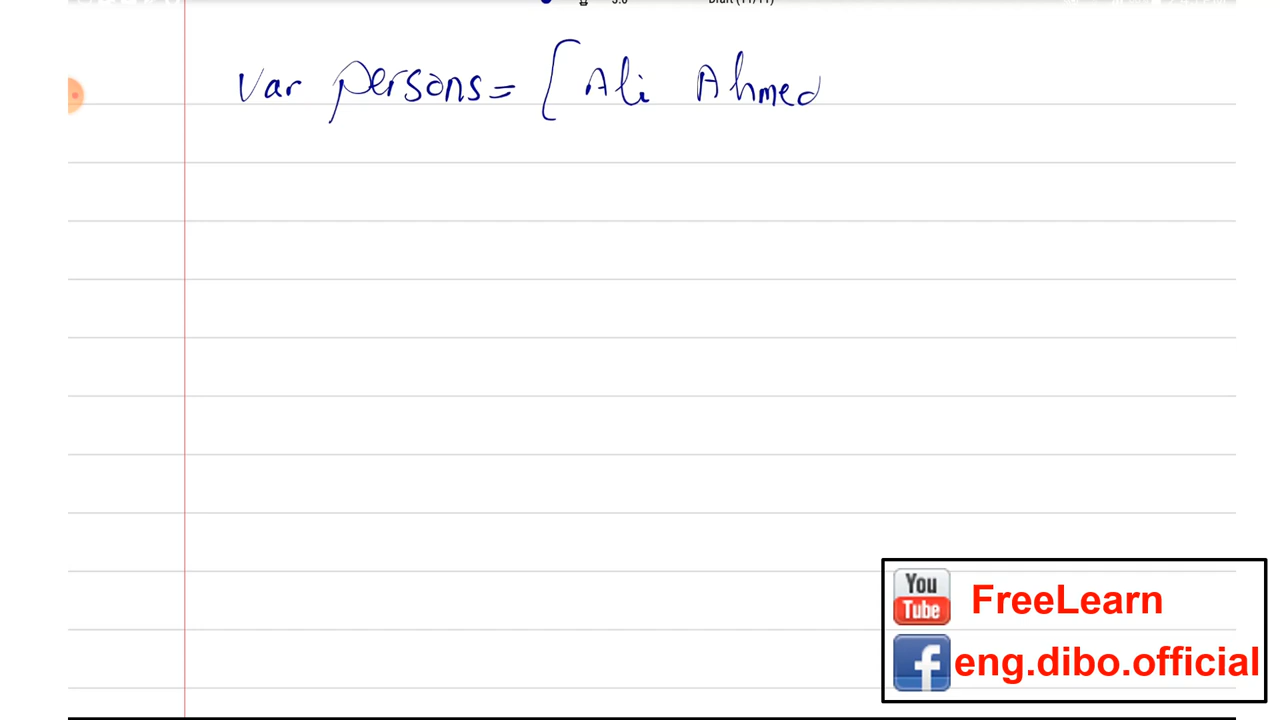 var persons= [ Ali Ahmed
You
Tube
FreeLearn
f
eng.dibo.official